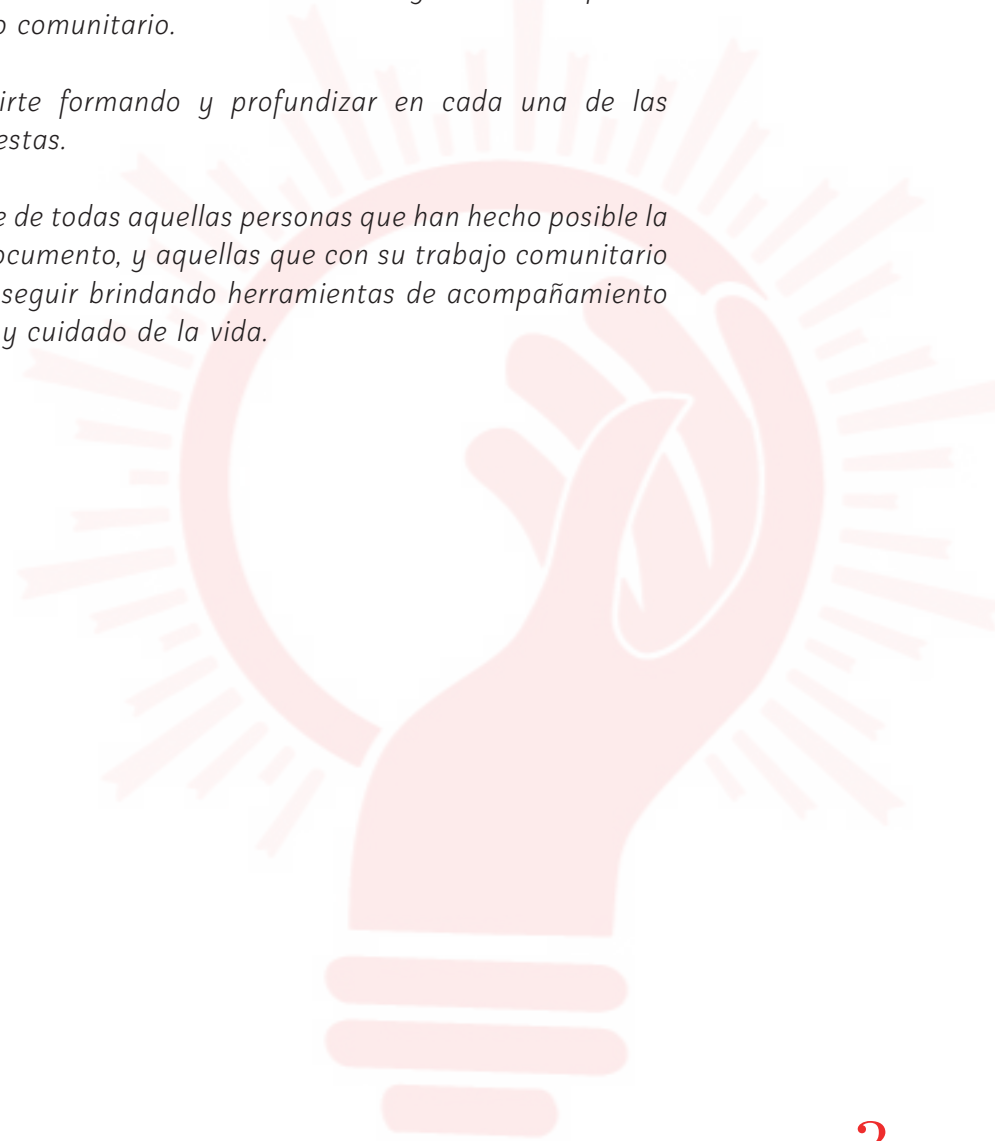 o comunitario.
irte formando y profundizar en cada una de las
estas.
e de todas aquellas personas que han hecho posible la
ocumento, y aquellas que con su trabajo comunitario
seguir brindando herramientas de acompañamiento
y cuidado de la vida.